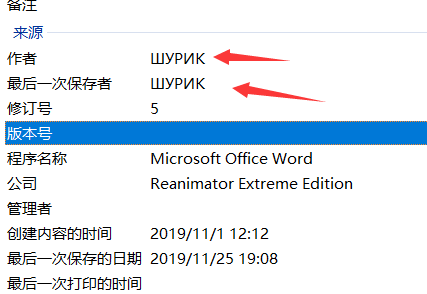 备注
来源
作者 ШУРИК
最后一次保存者 ШУРИК
修订号 5
版本号
程序名称 Microsoft Office Word
公司 Reanimator Extreme Edition
管理者
创建内容的时间 2019/11/1 12:12
最后一次保存的日期 2019/11/25 19:08
最后一次打印的时间